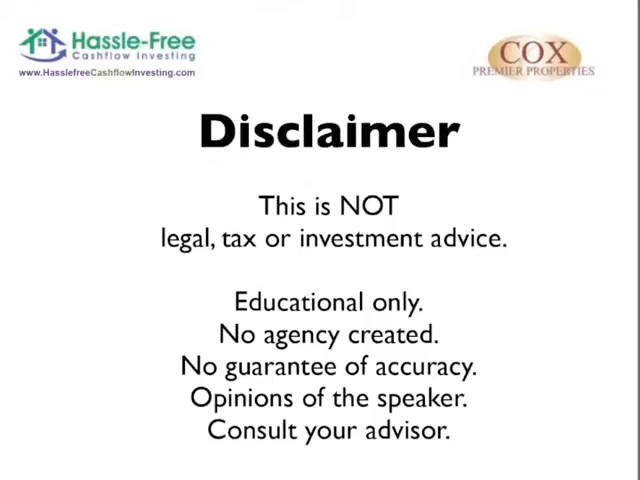 Hassle-Free
Cashflow Investing
www.HasslefreeCashflowInvesting.com
COX
PREMIER PROPERTIES
Disclaimer
This is NOT
legal, tax or investment advice.
Educational only.
No agency created.
No guarantee of accuracy.
Opinions of the speaker.
Consult your advisor.